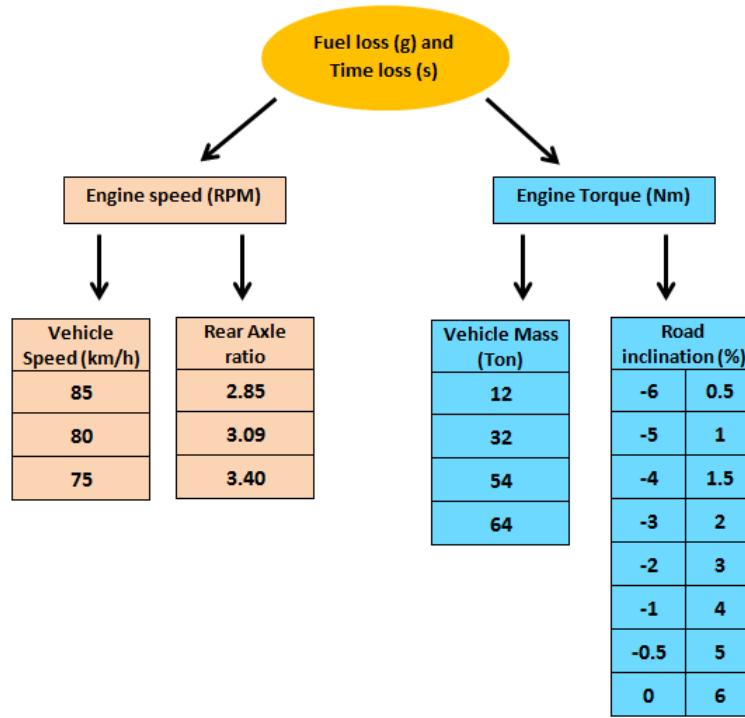 Fuel loss (g) and
Time loss (s)
Engine speed (RPM)
Engine Torque (Nm)
Vehicle
Speed (km/h)
85
80
75
Rear Axle
ratio
2.85
3.09
3.40
Vehicle Mass
(Ton)
12
32
54
64
Road
inclination (%)
-6 0.5
-5 1
-4 1.5
-3 2
-2 3
-1 4
-0.5 5
0 6